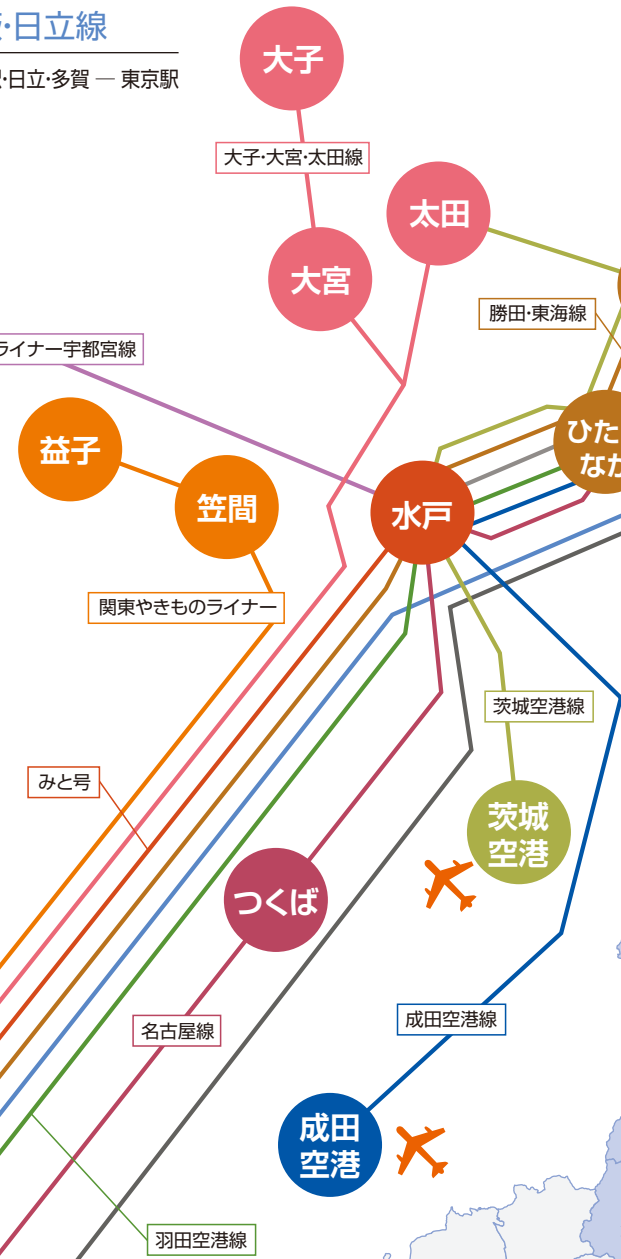 ・日立線
・日立・多賀 ― 東京駅
大子
大子・大宮・太田線
太田
大宮
勝田・東海線
ライナー宇都宮線
ひた
なか
益子
笠間
水戸
関東やきものライナー
茨城空港線
みと号
茨城
空港
つくば
名古屋線
成田空港線
成田
空港
羽田空港線